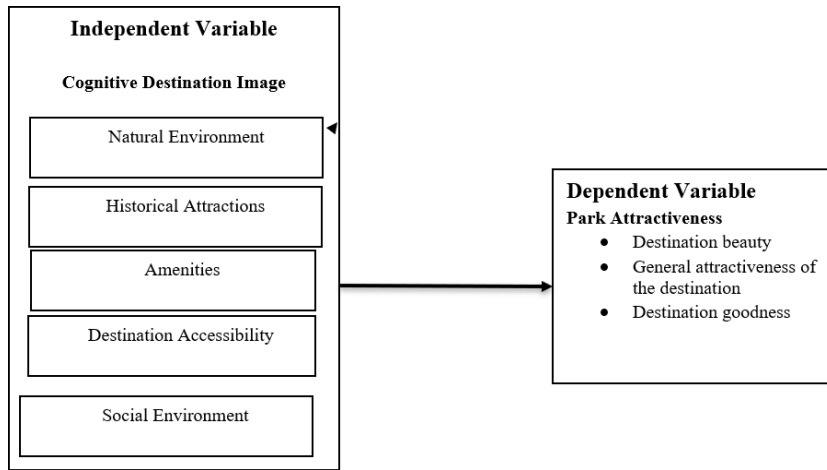 Independent Variable
Cognitive Destination Image
Natural Environment
Historical Attractions
Amenities
Destination Accessibility
Social Environment
Dependent Variable
Park Attractiveness
● Destination beauty
● General attractiveness of
the destination
● Destination goodness